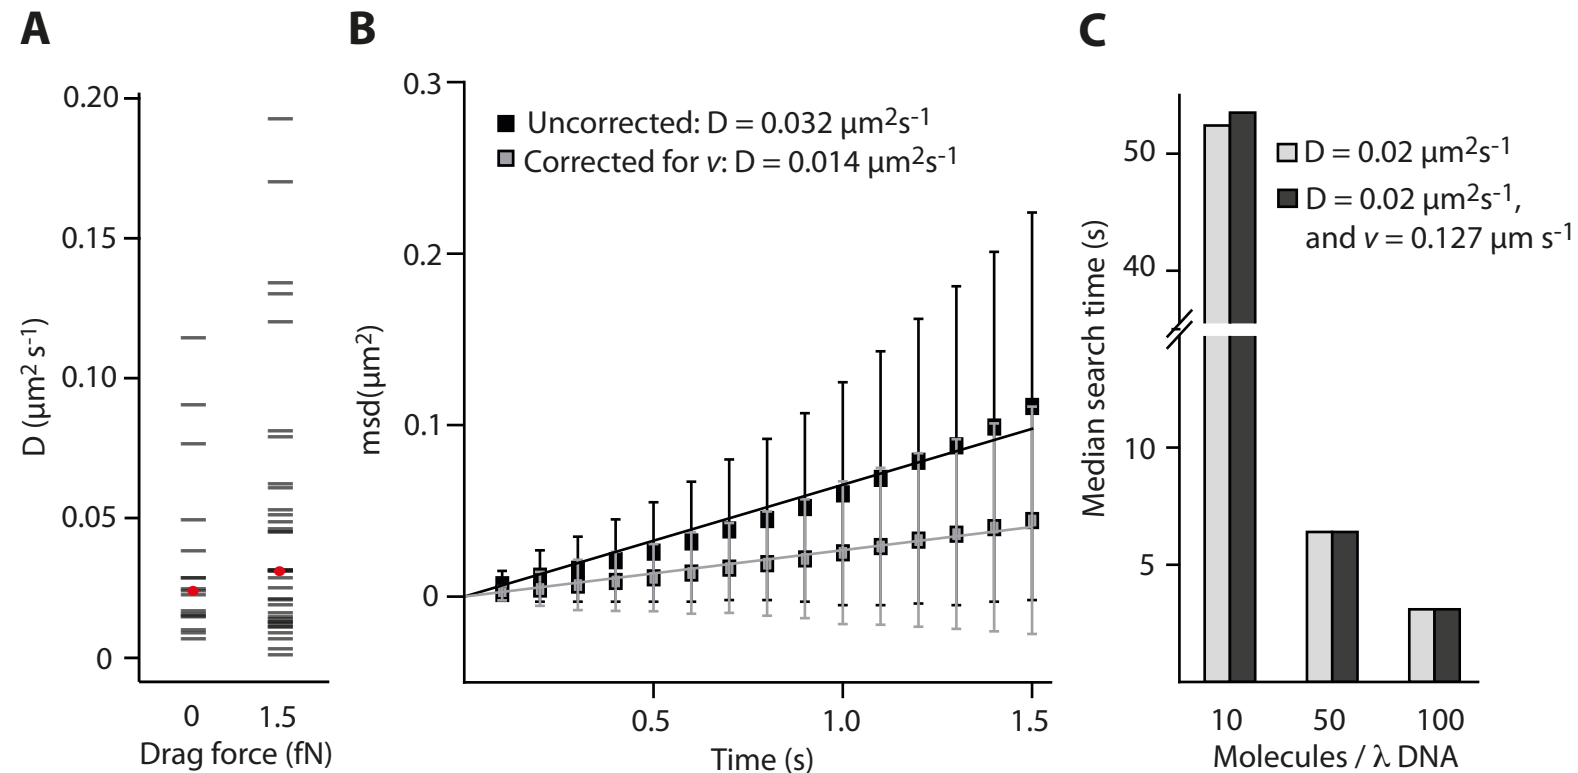 A
0.20
0.15
0.10
0.05
0
D (µm² s⁻¹)
0
1.5
Drag force (fN)
B
0.3
0.2
0.1
0
msd(µm²)
Uncorrected: D = 0.032 µm²s⁻¹
Corrected for v: D = 0.014 µm²s⁻¹
0.5
1.0
1.5
Time (s)
C
50
40
10
5
Median search time (s)
D = 0.02 µm²s⁻¹
D = 0.02 µm²s⁻¹,
and v = 0.127 µm s⁻¹
10
50
100
Molecules / λ DNA